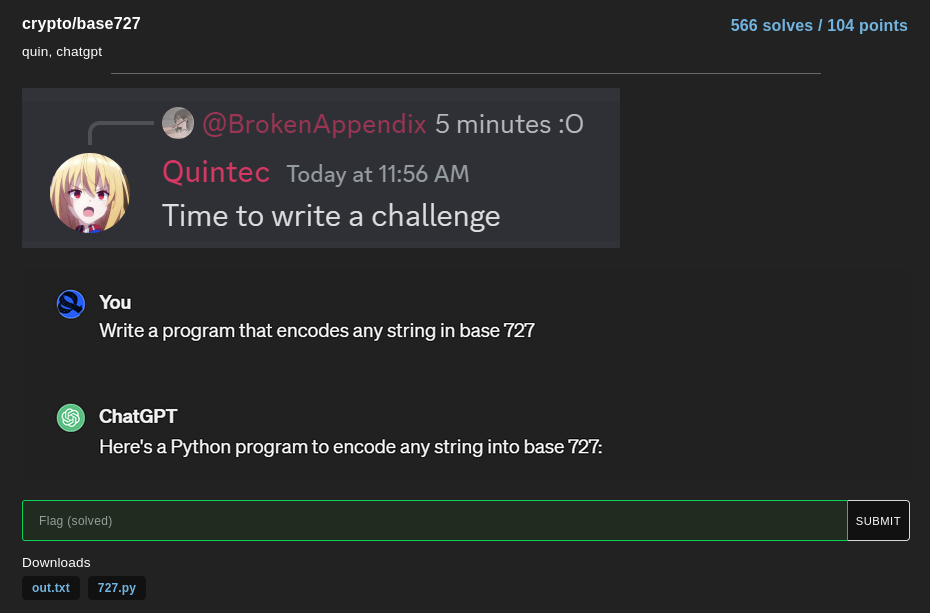 crypto/base727
566 solves / 104 points
quin, chatgpt
@BrokenAppendix 5 minutes :O
Quintec Today at 11:56 AM
Time to write a challenge
You
Write a program that encodes any string in base 727
ChatGPT
Here's a Python program to encode any string into base 727:
Flag (solved)
SUBMIT
Downloads
out.txt
727.py